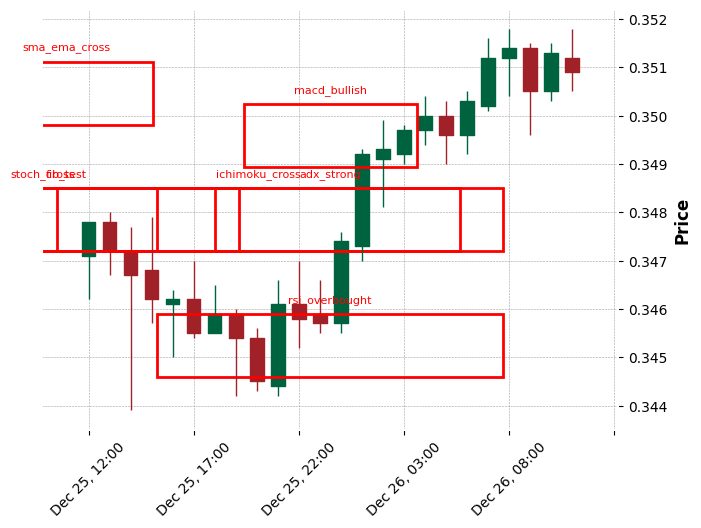 sma_ema_cross
macd_bullish
stoch_cross
fib_test
ichimoku_cross
adx_strong
rsi_overbought
0.352
0.351
0.350
0.349
0.348
0.347
0.346
0.345
0.344
Price
Dec 25, 12:00
Dec 25, 17:00
Dec 25, 22:00
Dec 26, 03:00
Dec 26, 08:00